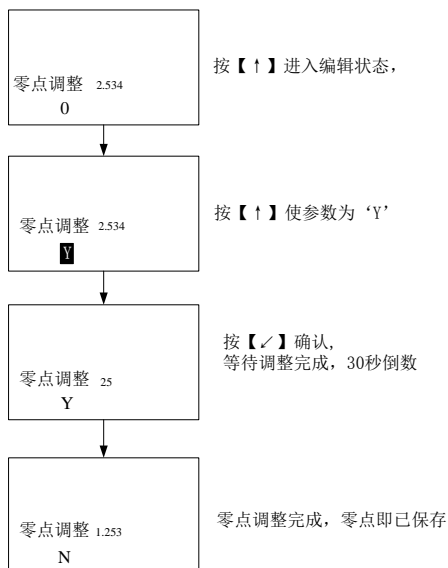 零点调整 2.534
0
按【↑】进入编辑状态，
零点调整 2.534
Y
按【↑】使参数为‘Y’
零点调整 25
Y
按【↙】确认,
等待调整完成，30秒倒数
零点调整 1.253
N
零点调整完成，零点即已保存